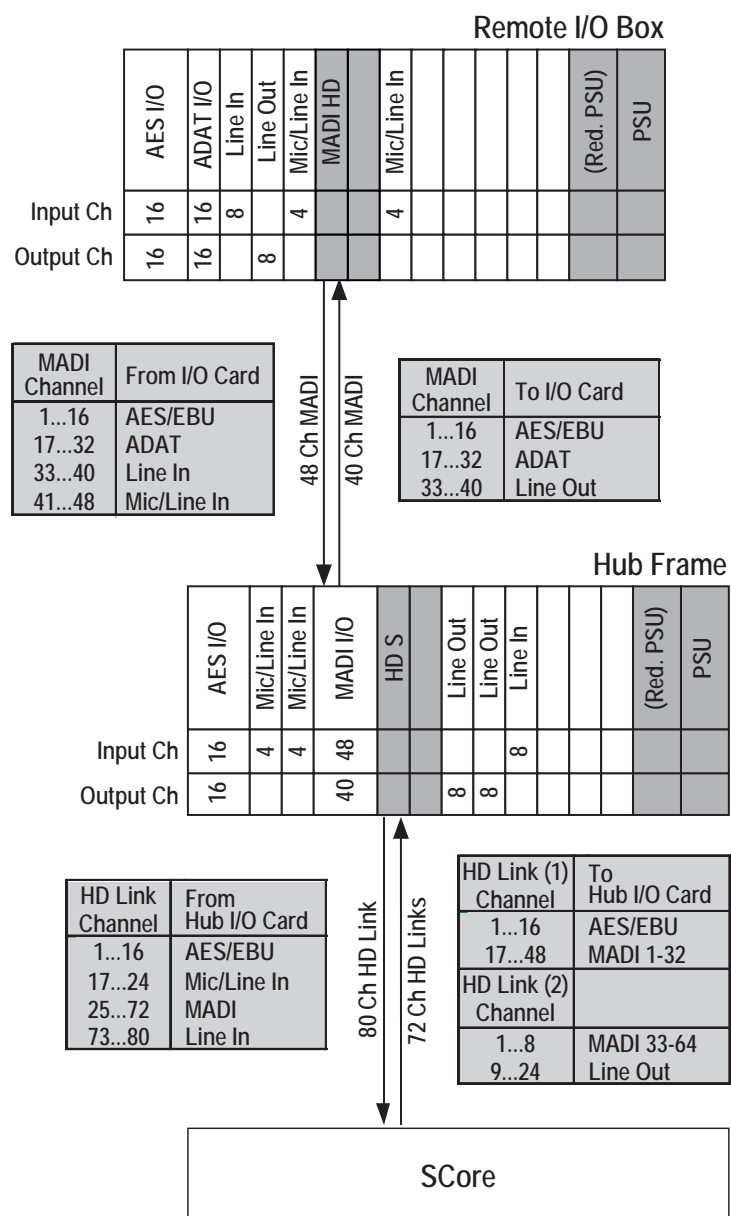 Remote I/O Box
AES I/O
ADAT I/O
Line In
Line Out
Mic/Line In
MADI HD
Mic/Line In
(Red. PSU)
PSU
Input Ch 16 16 8 4 4
Output Ch 16 16 8
MADI Channel From I/O Card
1...16 AES/EBU
17...32 ADAT
33...40 Line In
41...48 Mic/Line In
48 Ch MADI
40 Ch MADI
MADI Channel To I/O Card
1...16 AES/EBU
17...32 ADAT
33...40 Line Out
Hub Frame
AES I/O
Mic/Line In
Mic/Line In
MADI I/O
HD S
Line Out
Line Out
Line In
(Red. PSU)
PSU
Input Ch 16 4 4 48 8
Output Ch 16 40 8 8
HD Link Channel From Hub I/O Card
1...16 AES/EBU
17...24 Mic/Line In
25...72 MADI
73...80 Line In
80 Ch HD Link
72 Ch HD Links
HD Link (1) Channel To Hub I/O Card
1...16 AES/EBU
17...48 MADI 1-32
HD Link (2) Channel
1...8 MADI 33-64
9...24 Line Out
SCore